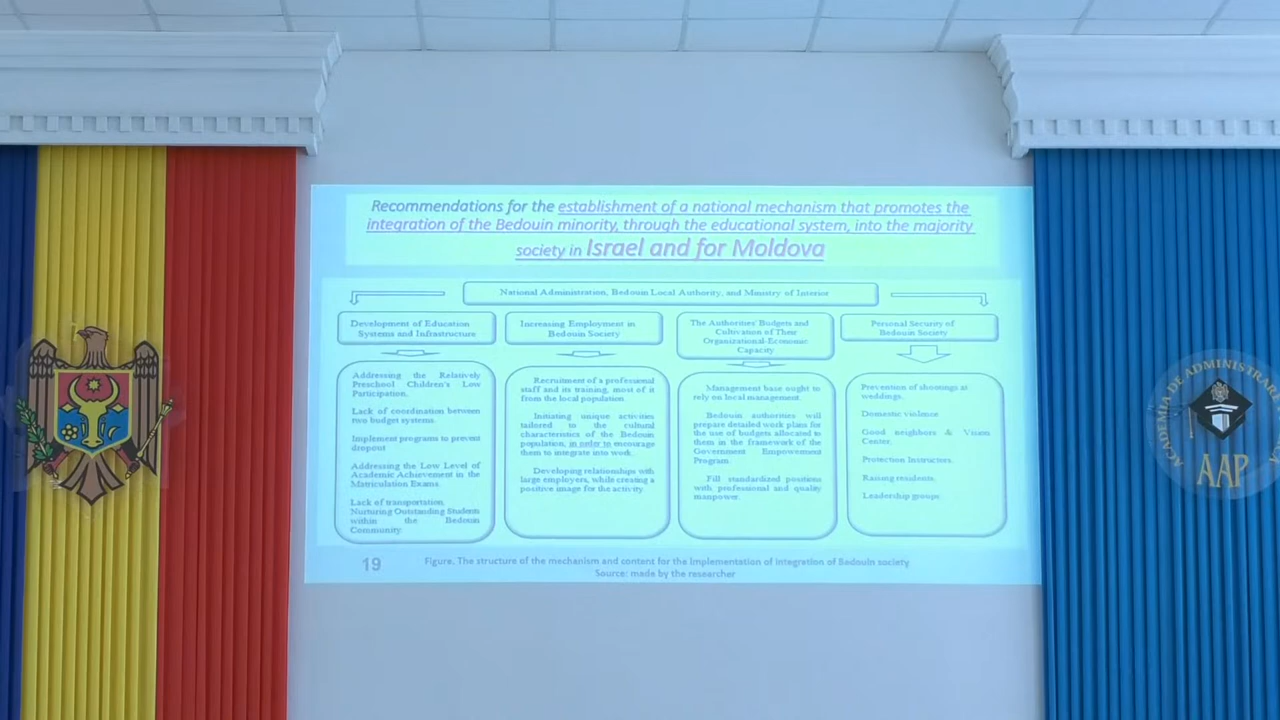 Recommendations for the establishment of a national mechanism that promotes the
integration of the Bedouin minority, through the educational system, into the majority
society in Israel and for Moldova
National Administration, Bedouin Local Authority, and Ministry of Interior
Development of Education
Systems and Infrastructure
Addressing the Relatively
Preschool Children's Low
Participation.
Lack of coordination between
two budget systems.
Implement programs to prevent
dropout
Addressing the Low Level of
Academic Achievement in the
Matriculation Exams.
Lack of transportation.
Nurturing Outstanding Students
within the Bedouin
Community
Increasing Employment in
Bedouin Society
Recruitment of a professional
staff and its training, most of it
from the local population.
Initiating unique activities
tailored to the cultural
characteristics of the Bedouin
population, in order to encourage
them to integrate into work.
Developing relationships with
large employers, while creating a
positive image for the activity.
The Authorities' Budgets and
Cultivation of Their
Organizational-Economic
Capacity
Management base ought to
rely on local management.
Bedouin authorities will
prepare detailed work plans for
the use of budgets allocated to
them in the framework of the
Government Empowerment
Program.
Fill standardized positions
with professional and quality
manpower.
Personal Security of
Bedouin Society
Prevention of shootings at
weddings.
Domestic violence
Good neighbors & Vision
Center.
Protection Instructors.
Raising residents.
Leadership groups
19
Figure. The structure of the mechanism and content for the implementation of integration of Bedouin society
Source: made by the researcher
ACADEMIA DE ADMINISTRARE
AAP